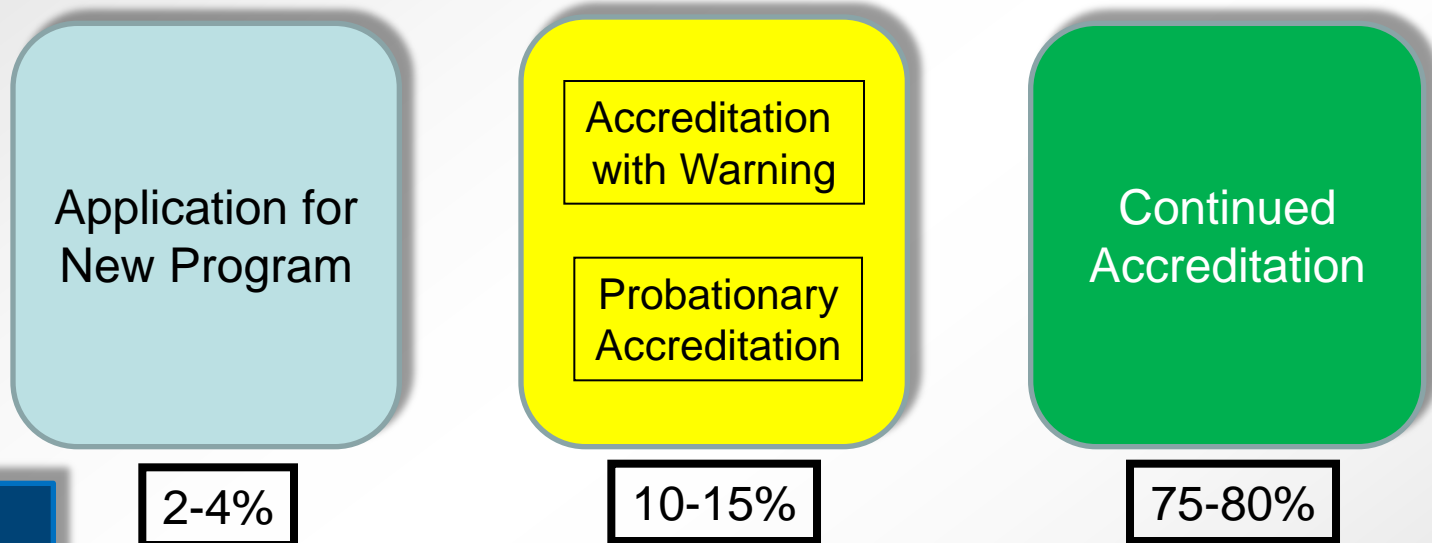 Application for
New Program
Accreditation
with Warning
Probationary
Accreditation
Continued
Accreditation
2-4%
10-15%
75-80%